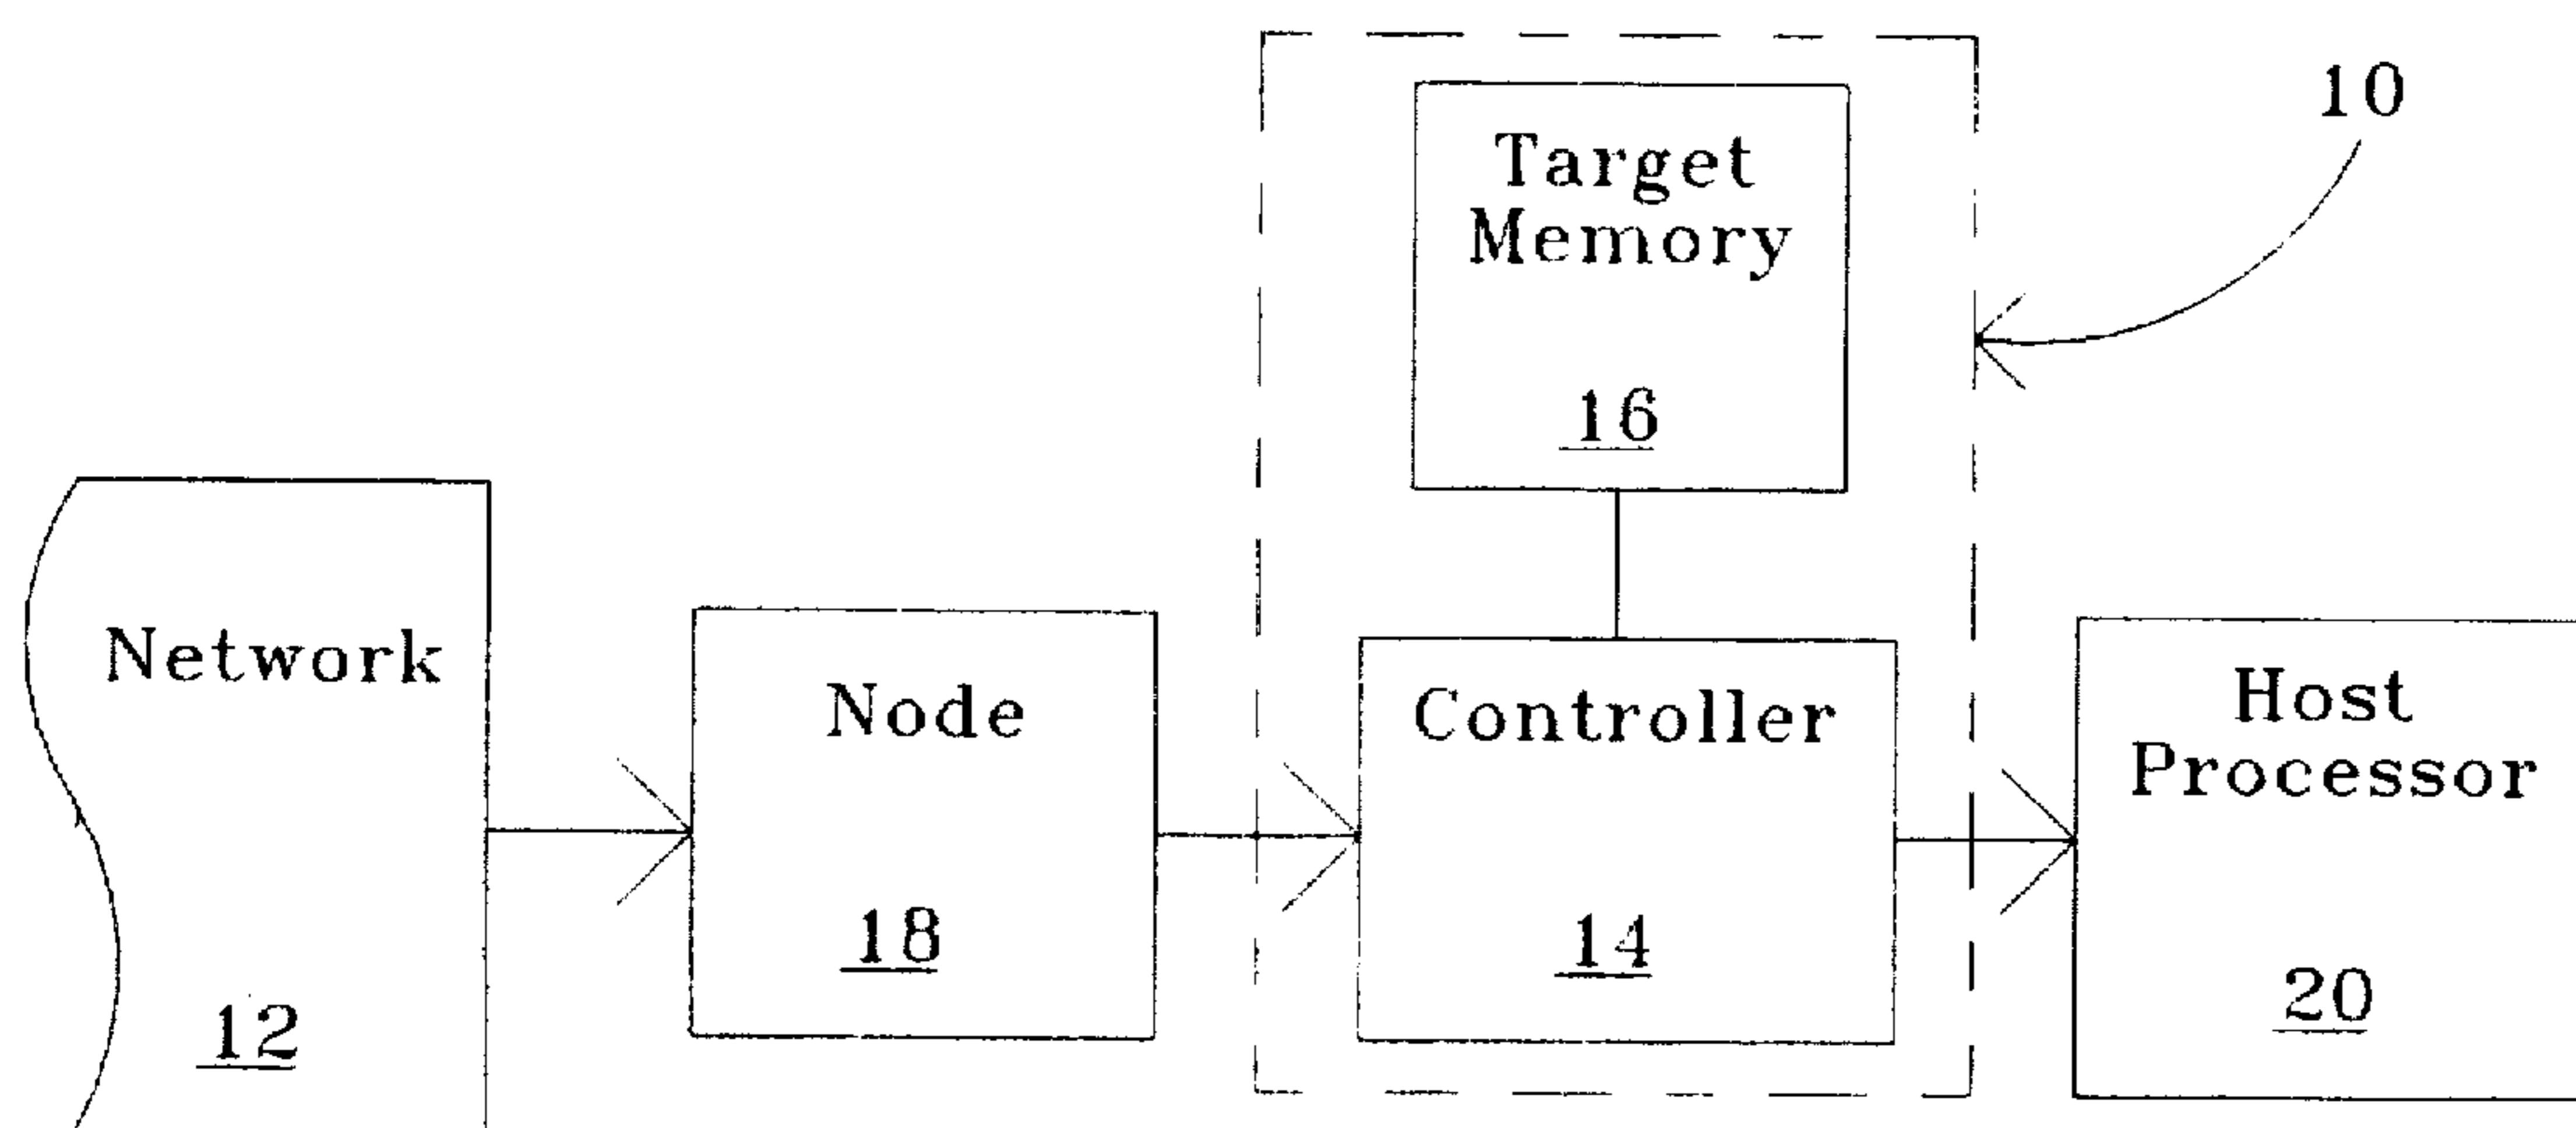 10
Target
Memory
16
Network
12
Node
18
Controller
14
Host
Processor
20